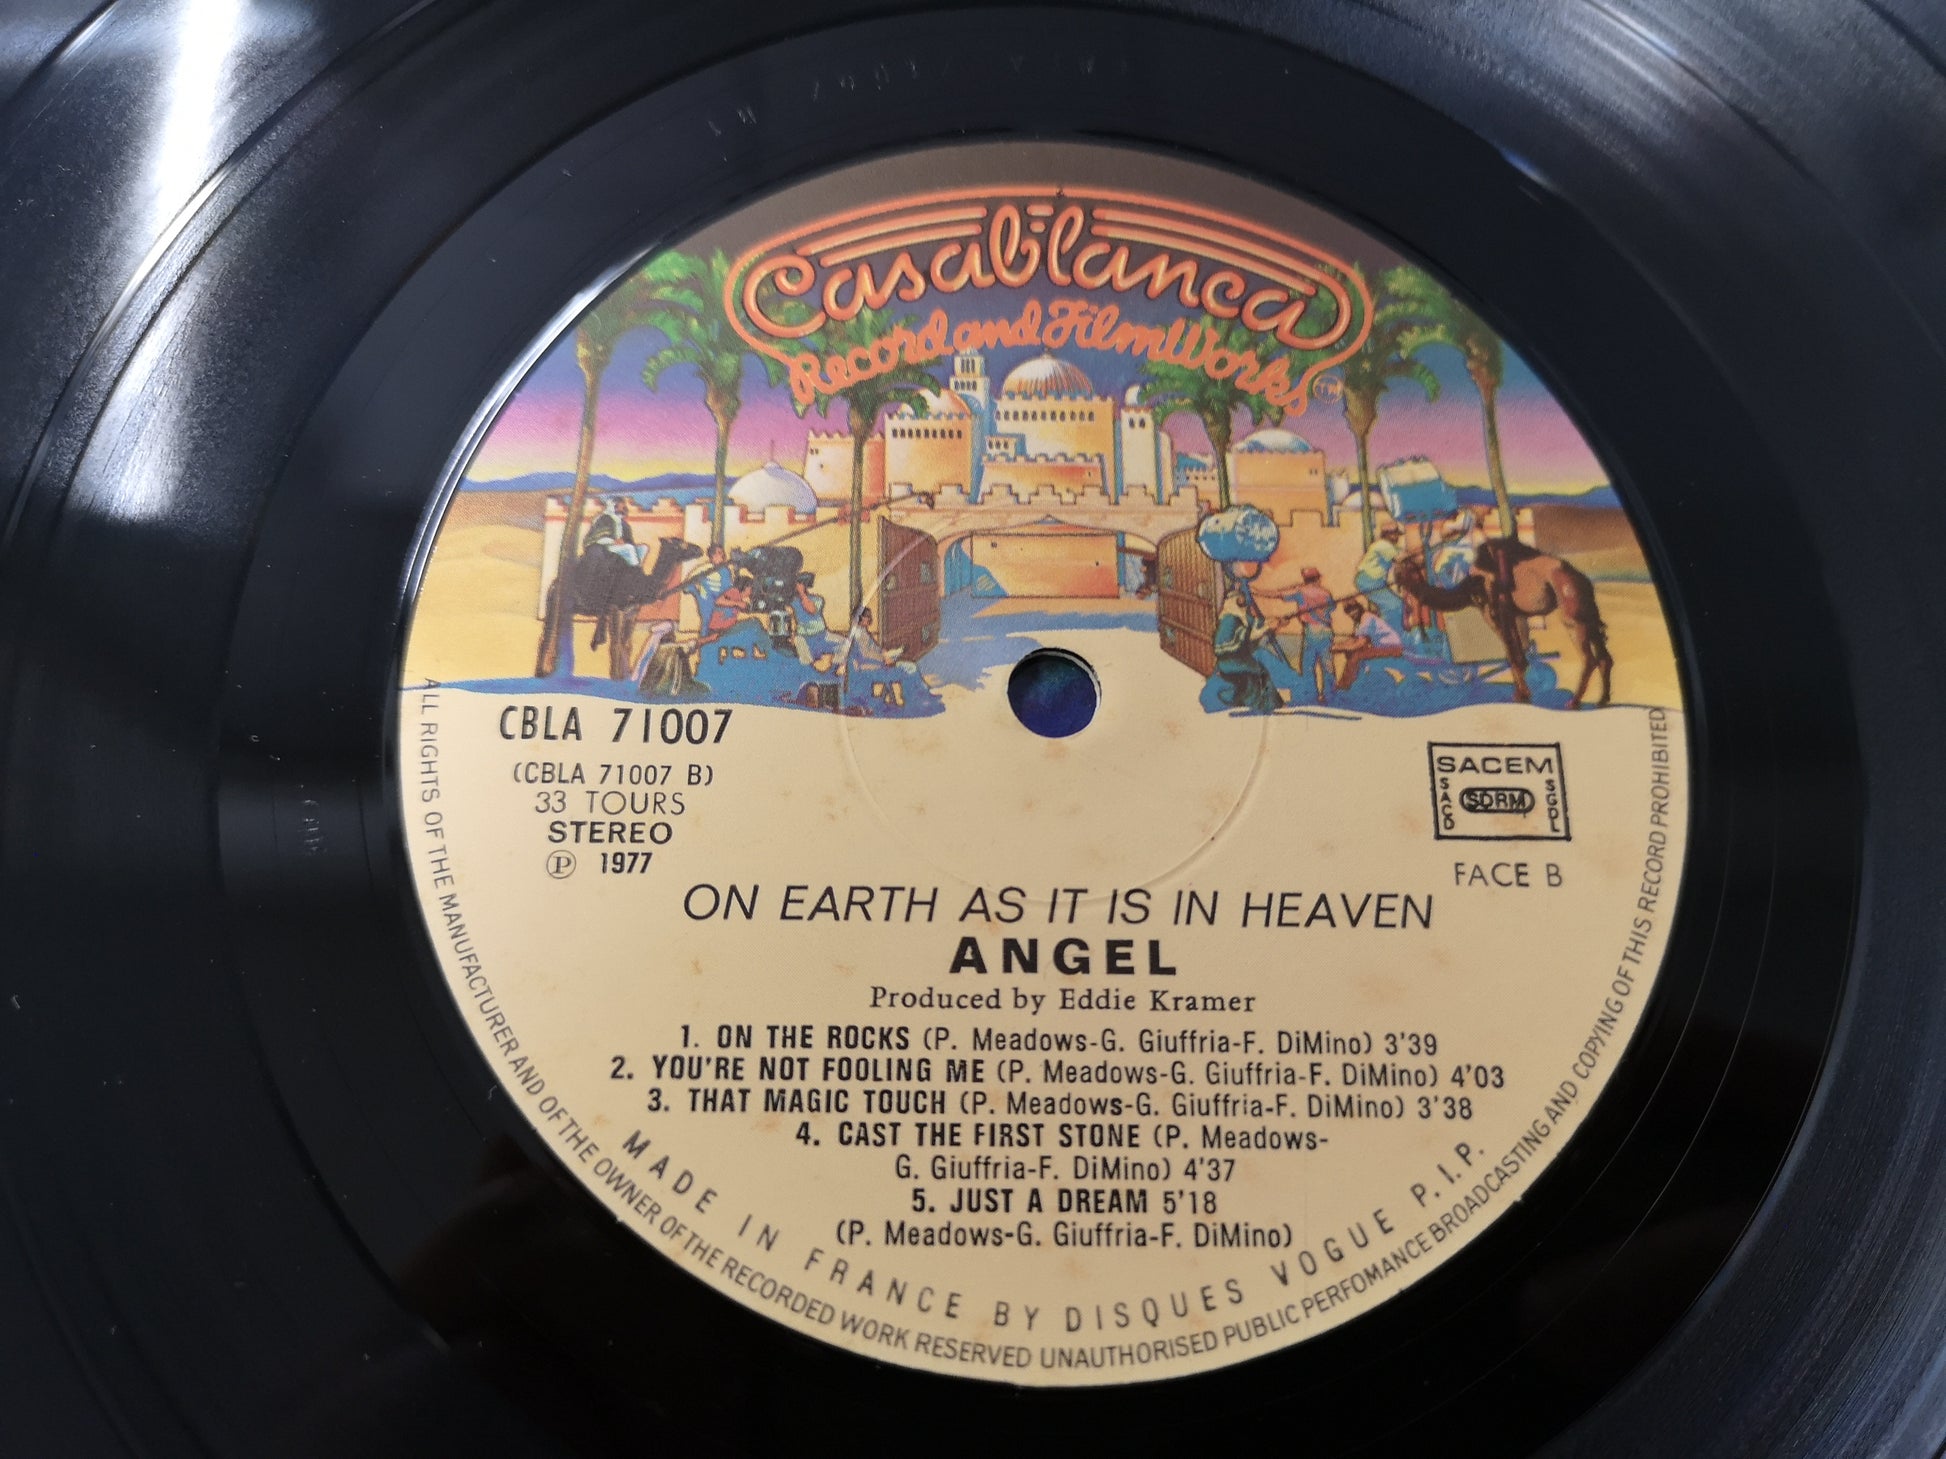 Casablanca
Record and FilmWorks
TM
CBLA 71007
(CBLA 71007 B)
33 TOURS
STEREO
Ⓟ 1977
SACEM
SACD
SDRM
SGDL
FACE B
ON EARTH AS IT IS IN HEAVEN
ANGEL
Produced by Eddie Kramer
1. ON THE ROCKS (P. Meadows-G. Giuffria-F. DiMino) 3'39
2. YOU'RE NOT FOOLING ME (P. Meadows-G. Giuffria-F. DiMino) 4'03
3. THAT MAGIC TOUCH (P. Meadows-G. Giuffria-F. DiMino) 3'38
4. CAST THE FIRST STONE (P. Meadows-
G. Giuffria-F. DiMino) 4'37
5. JUST A DREAM 5'18
(P. Meadows-G. Giuffria-F. DiMino)
MADE IN FRANCE BY DISQUES VOGUE P.I.P.
ALL RIGHTS OF THE MANUFACTURER AND OF THE OWNER OF THE RECORDED WORK RESERVED UNAUTHORISED PUBLIC PERFOMANCE BROADCASTING AND COPYING OF THIS RECORD PROHIBITED